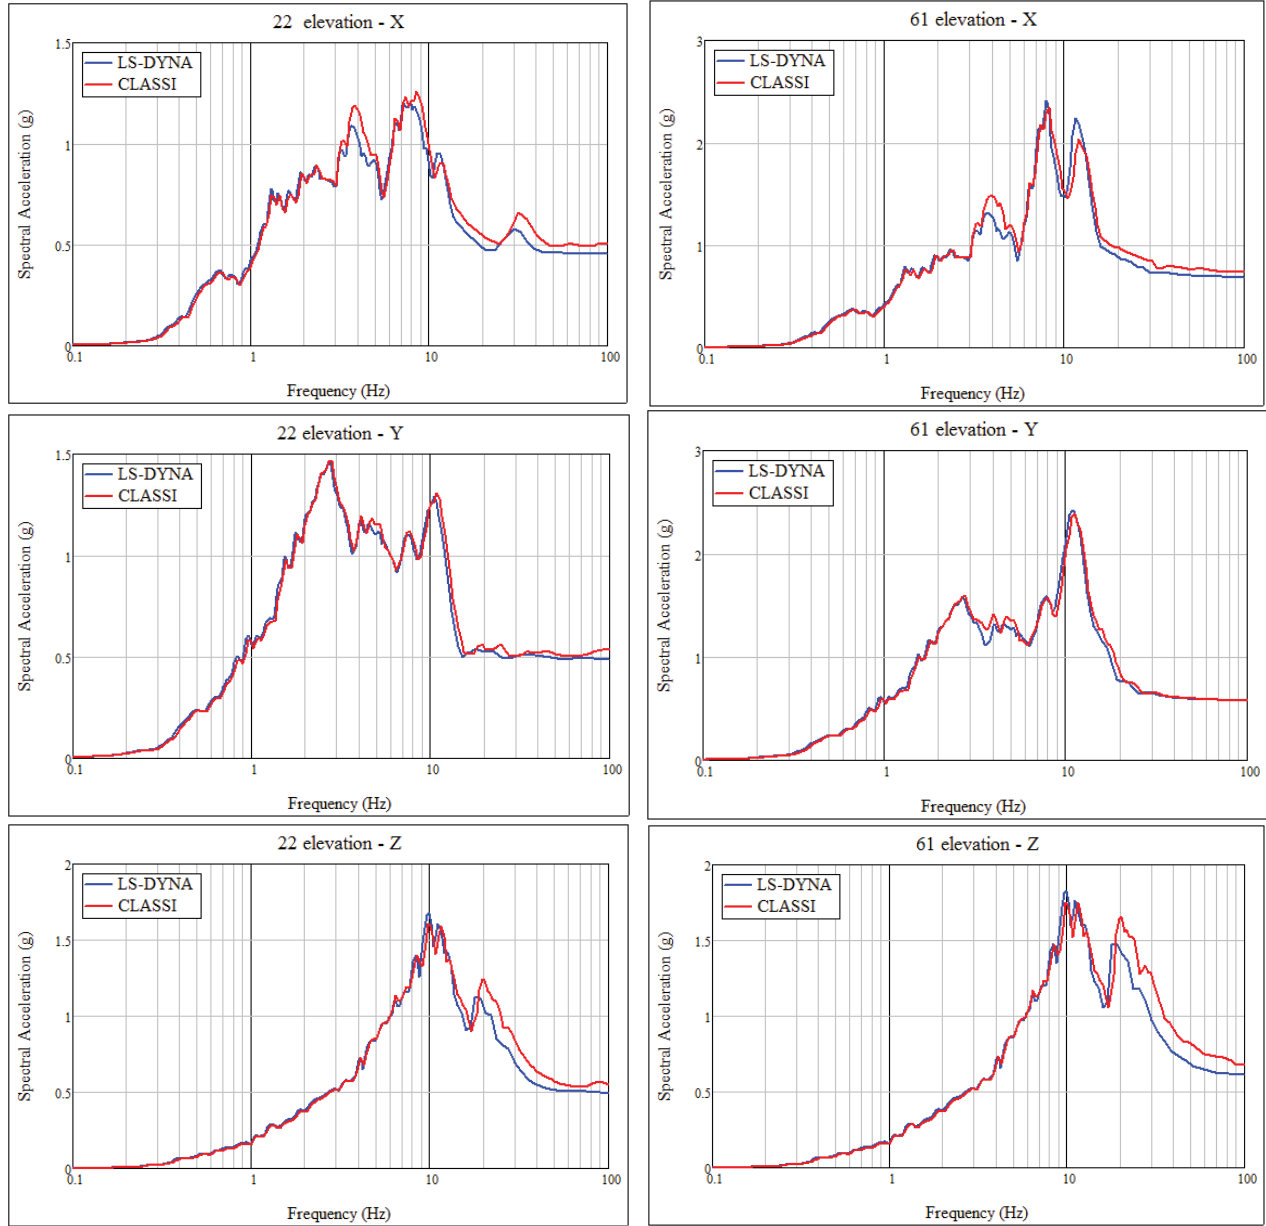 22 elevation - X
1.5
1
0.5
0
Spectral Acceleration (g)
LS-DYNA
CLASSI
0.1 1 10 100
Frequency (Hz)
61 elevation - X
3
2
1
0
Spectral Acceleration (g)
LS-DYNA
CLASSI
0.1 1 10 100
Frequency (Hz)
22 elevation - Y
1.5
1
0.5
0
Spectral Acceleration (g)
LS-DYNA
CLASSI
0.1 1 10 100
Frequency (Hz)
61 elevation - Y
3
2
1
0
Spectral Acceleration (g)
LS-DYNA
CLASSI
0.1 1 10 100
Frequency (Hz)
22 elevation - Z
2
1.5
1
0.5
0
Spectral Acceleration (g)
LS-DYNA
CLASSI
0.1 1 10 100
Frequency (Hz)
61 elevation - Z
2
1.5
1
0.5
0
Spectral Acceleration (g)
LS-DYNA
CLASSI
0.1 1 10 100
Frequency (Hz)